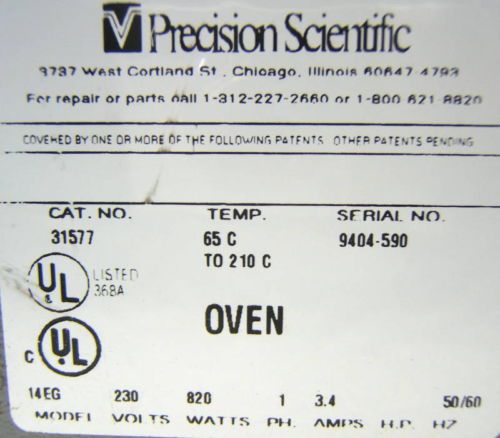 Precision Scientific
3737 West Cortland St., Chicago, Illinois 60647-4793
For repair or parts call 1-312-227-2660 or 1-800-621-8820
COVERED BY ONE OR MORE OF THE FOLLOWING PATENTS OTHER PATENTS PENDING
CAT. NO. TEMP. SERIAL NO.
31577 65 C 9404-590
TO 210 C
UL LISTED
368A
OVEN
C UL
14EG 230 820 1 3.4 50/60
MODEL VOLTS WATTS PH. AMPS H.P. HZ